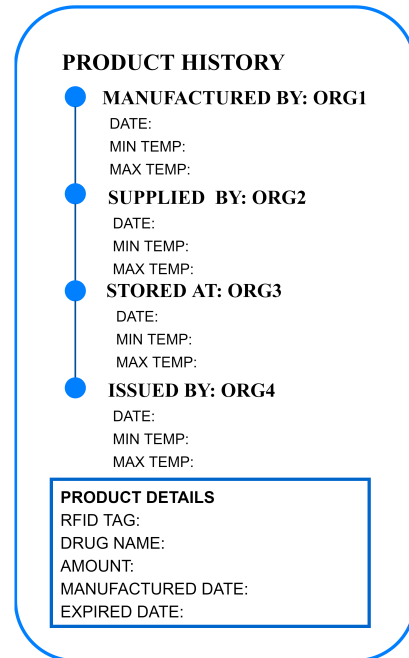 PRODUCT HISTORY
MANUFACTURED BY: ORG1
DATE:
MIN TEMP:
MAX TEMP:
SUPPLIED BY: ORG2
DATE:
MIN TEMP:
MAX TEMP:
STORED AT: ORG3
DATE:
MIN TEMP:
MAX TEMP:
ISSUED BY: ORG4
DATE:
MIN TEMP:
MAX TEMP:
PRODUCT DETAILS
RFID TAG:
DRUG NAME:
AMOUNT:
MANUFACTURED DATE:
EXPIRED DATE: